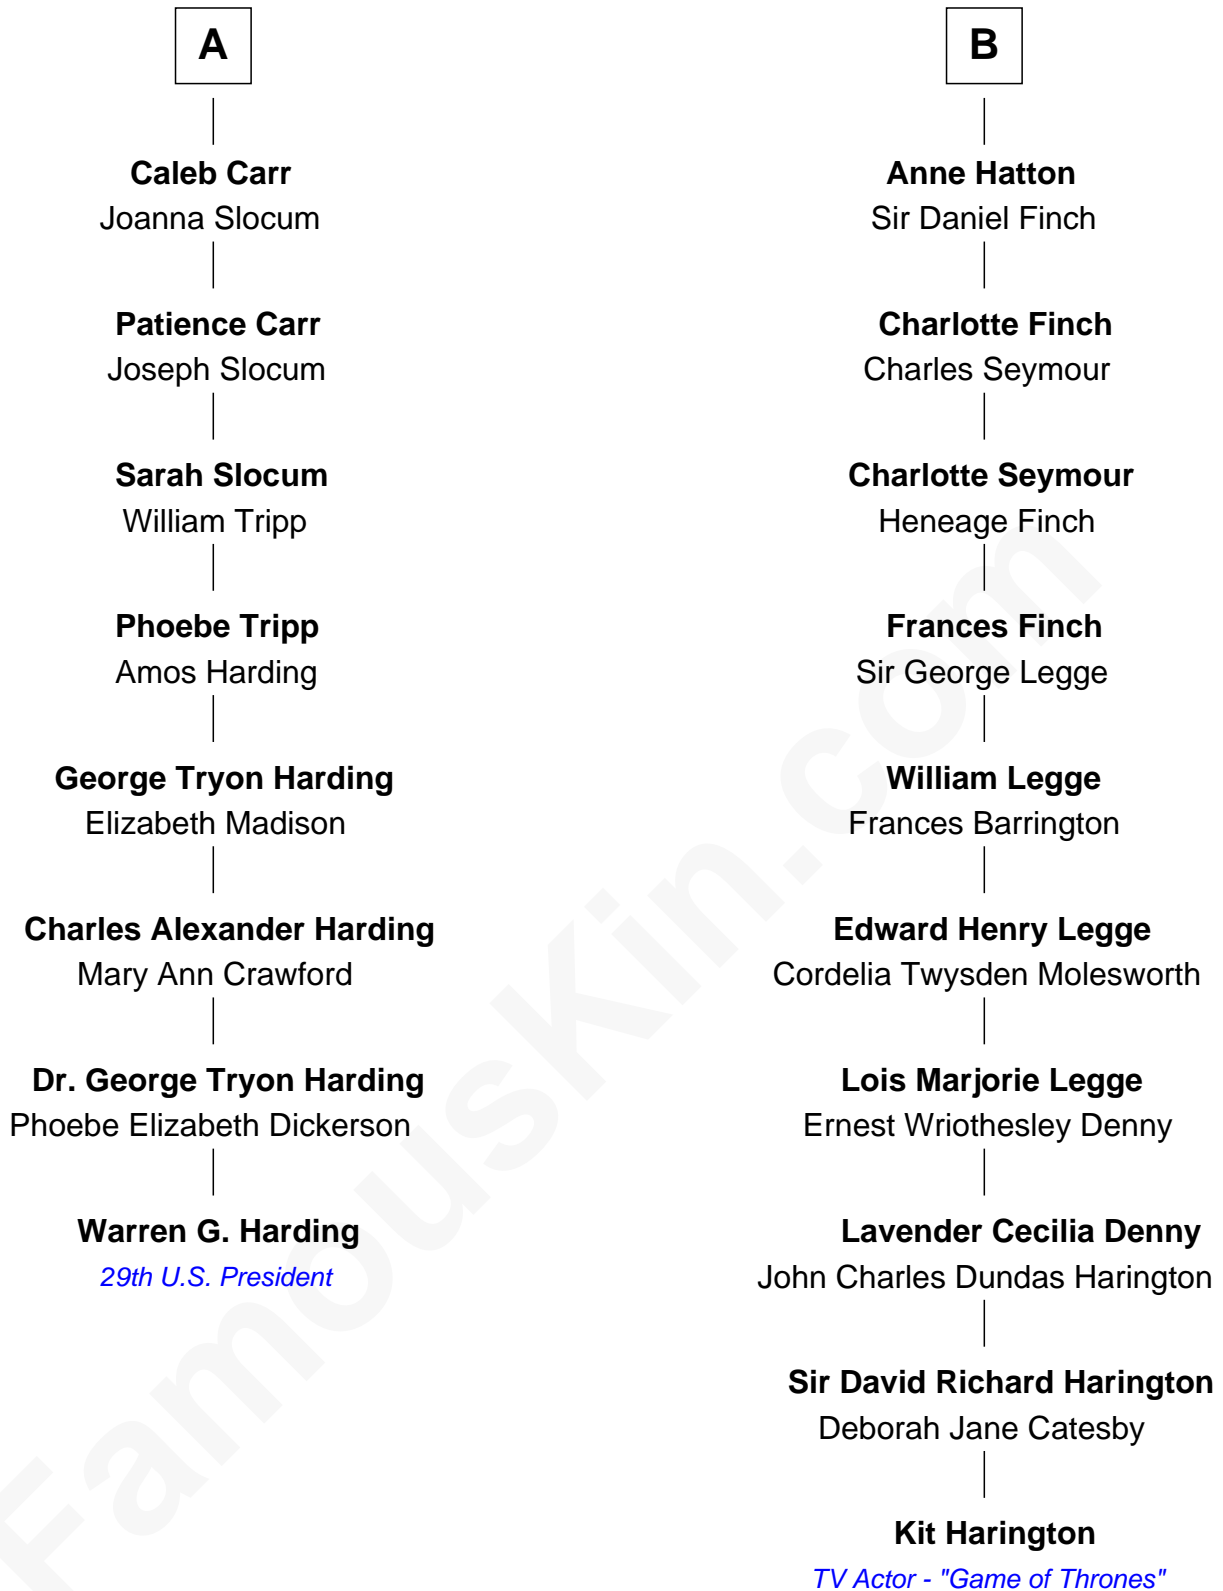 A
Caleb Carr
Joanna Slocum
Patience Carr
Joseph Slocum
Sarah Slocum
William Tripp
Phoebe Tripp
Amos Harding
George Tryon Harding
Elizabeth Madison
Charles Alexander Harding
Mary Ann Crawford
Dr. George Tryon Harding
Phoebe Elizabeth Dickerson
Warren G. Harding
29th U.S. President
B
Anne Hatton
Sir Daniel Finch
Charlotte Finch
Charles Seymour
Charlotte Seymour
Heneage Finch
Frances Finch
Sir George Legge
William Legge
Frances Barrington
Edward Henry Legge
Cordelia Twysden Molesworth
Lois Marjorie Legge
Ernest Wriothesley Denny
Lavender Cecilia Denny
John Charles Dundas Harington
Sir David Richard Harington
Deborah Jane Catesby
Kit Harington
TV Actor - "Game of Thrones"
FamousKin.com